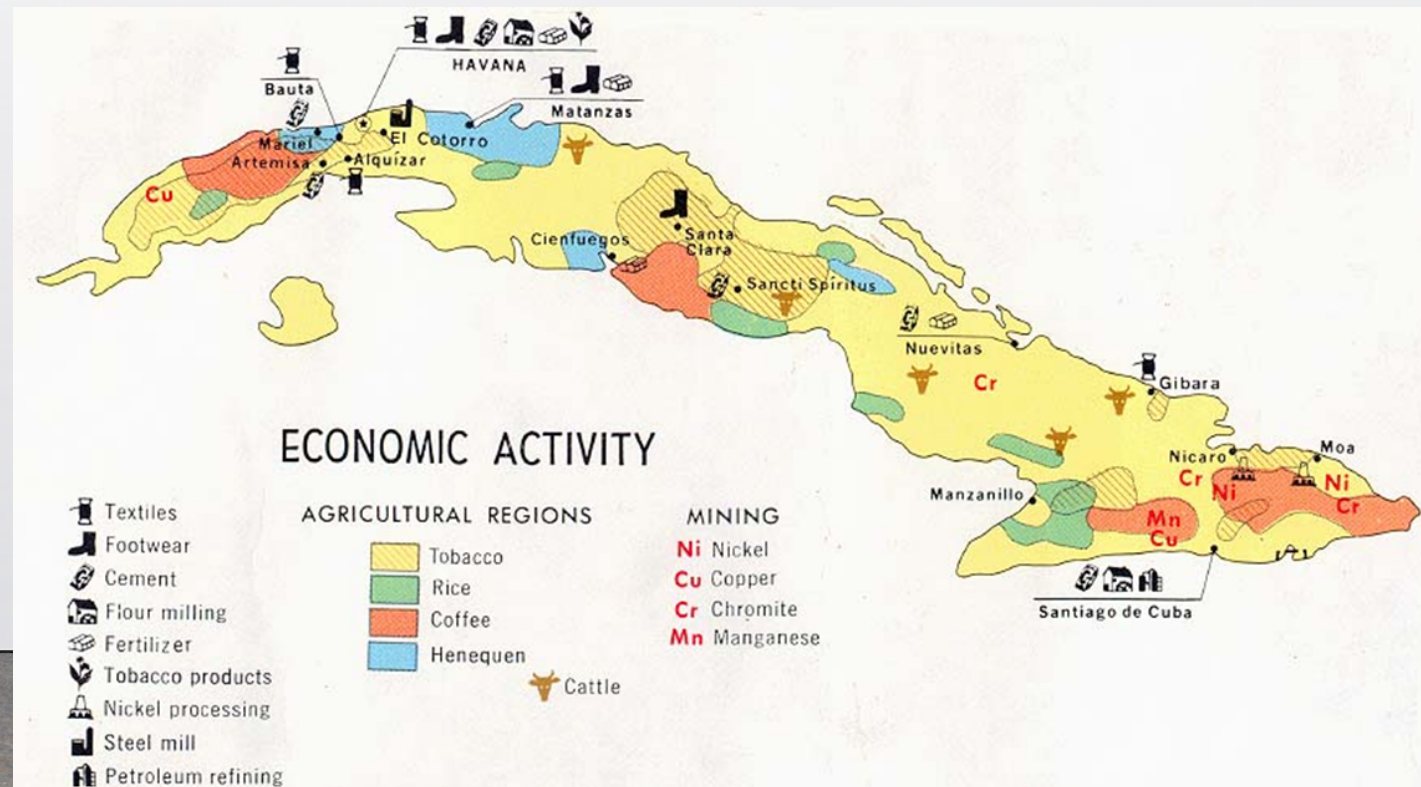 HAVANA
Bauta
Matanzas
Mariel
El Cotorro
Artemisa
Alquízar
Cu
Cienfuegos
Santa
Clara
Sancti Spíritus
Nuevitas
Cr
Gibara
Nicaro
Moa
Cr
Ni
Ni
Cr
Manzanillo
Mn
Cu
Santiago de Cuba
ECONOMIC ACTIVITY
Textiles
Footwear
Cement
Flour milling
Fertilizer
Tobacco products
Nickel processing
Steel mill
Petroleum refining
AGRICULTURAL REGIONS
Tobacco
Rice
Coffee
Henequen
Cattle
MINING
Ni Nickel
Cu Copper
Cr Chromite
Mn Manganese